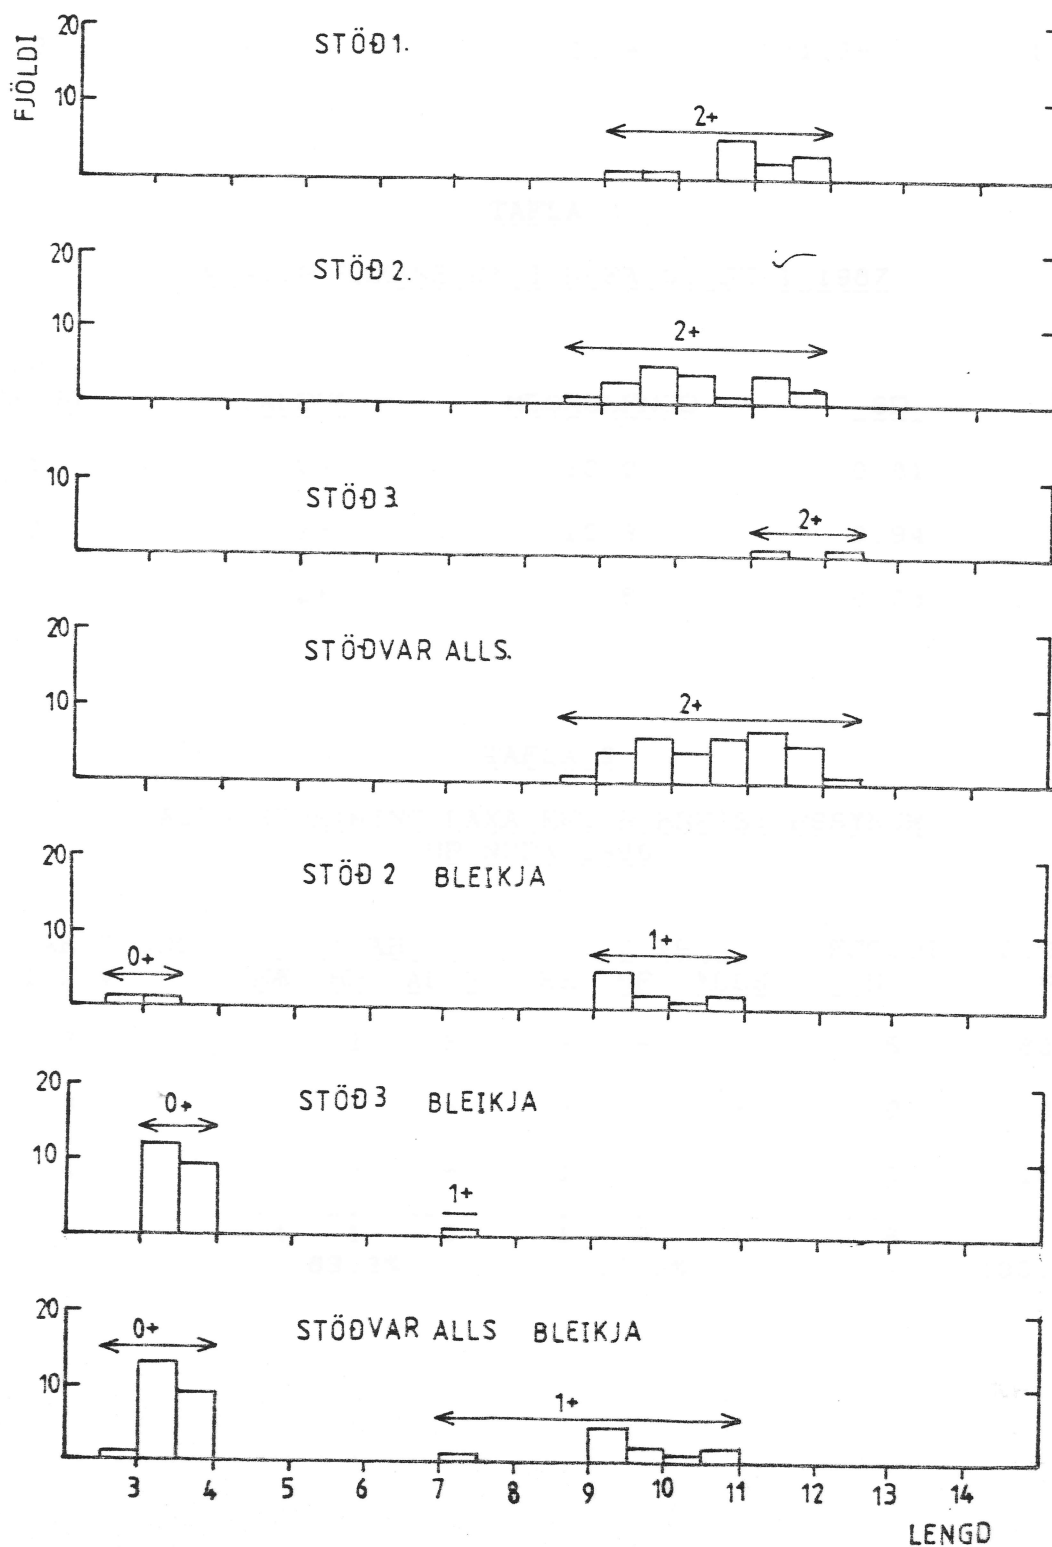 FJÖLDI
20
10
STÖÐ 1.
2+
20
10
STÖÐ 2.
2+
10
STÖÐ 3.
2+
20
10
STÖÐVAR ALLS.
2+
20
10
STÖÐ 2 BLEIKJA
0+
1+
20
10
STÖÐ 3 BLEIKJA
0+
1+
20
10
STÖÐVAR ALLS BLEIKJA
0+
1+
3 4 5 6 7 8 9 10 11 12 13 14
LENGD